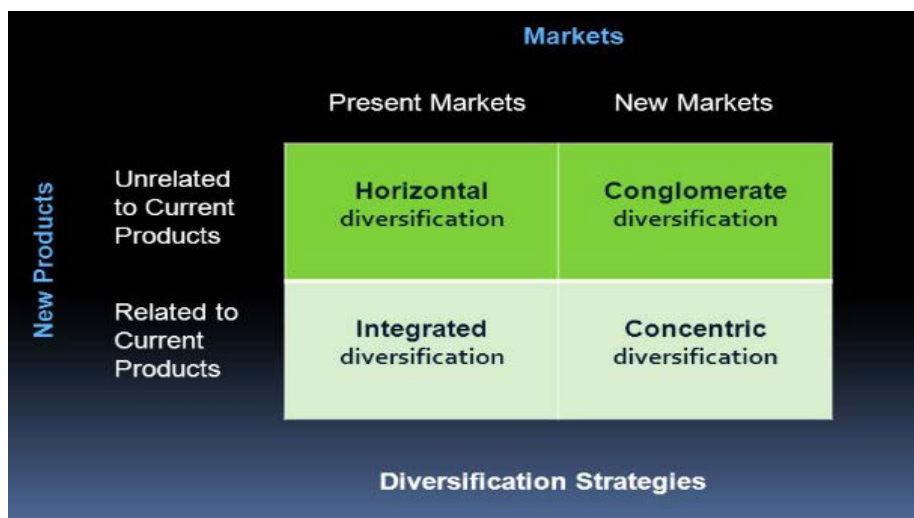 Markets
Present Markets
New Markets
New Products
Unrelated
to Current
Products
Horizontal
diversification
Conglomerate
diversification
Related to
Current
Products
Integrated
diversification
Concentric
diversification
Diversification Strategies